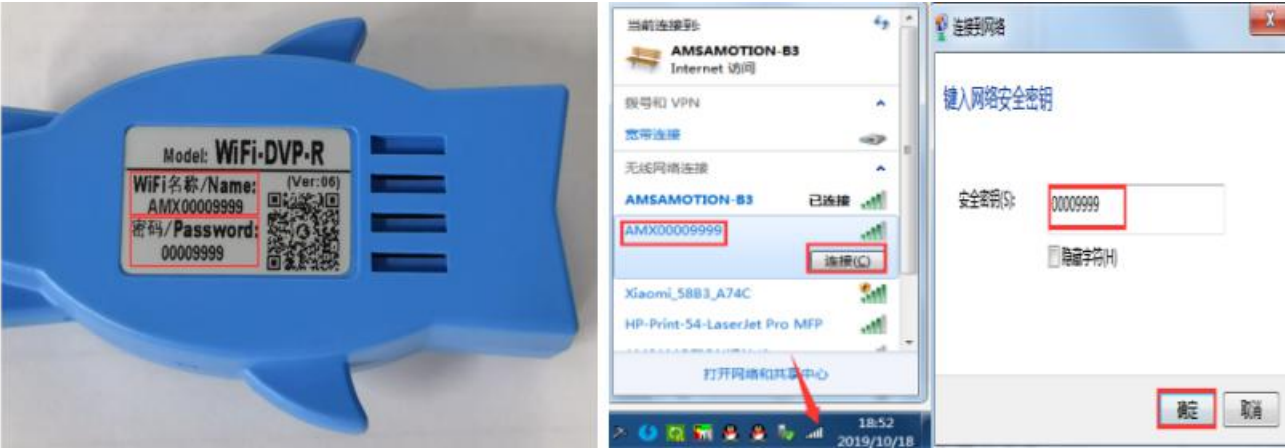 Model: WiFi-DVP-R
WiFi名称/Name:
(Ver:06)
AMX00009999
密码/Password:
00009999
当前连接到:
AMSAMOTION-B3
Internet 访问
拨号和 VPN
宽带连接
无线网络连接
AMSAMOTION-B3 已连接
AMX00009999
连接(C)
Xiaomi_58B3_A74C
HP-Print-54-LaserJet Pro MFP
打开网络和共享中心
18:52
2019/10/18
连接到网络
键入网络安全密钥
安全密钥(S): 00009999
隐藏字符(H)
确定 取消